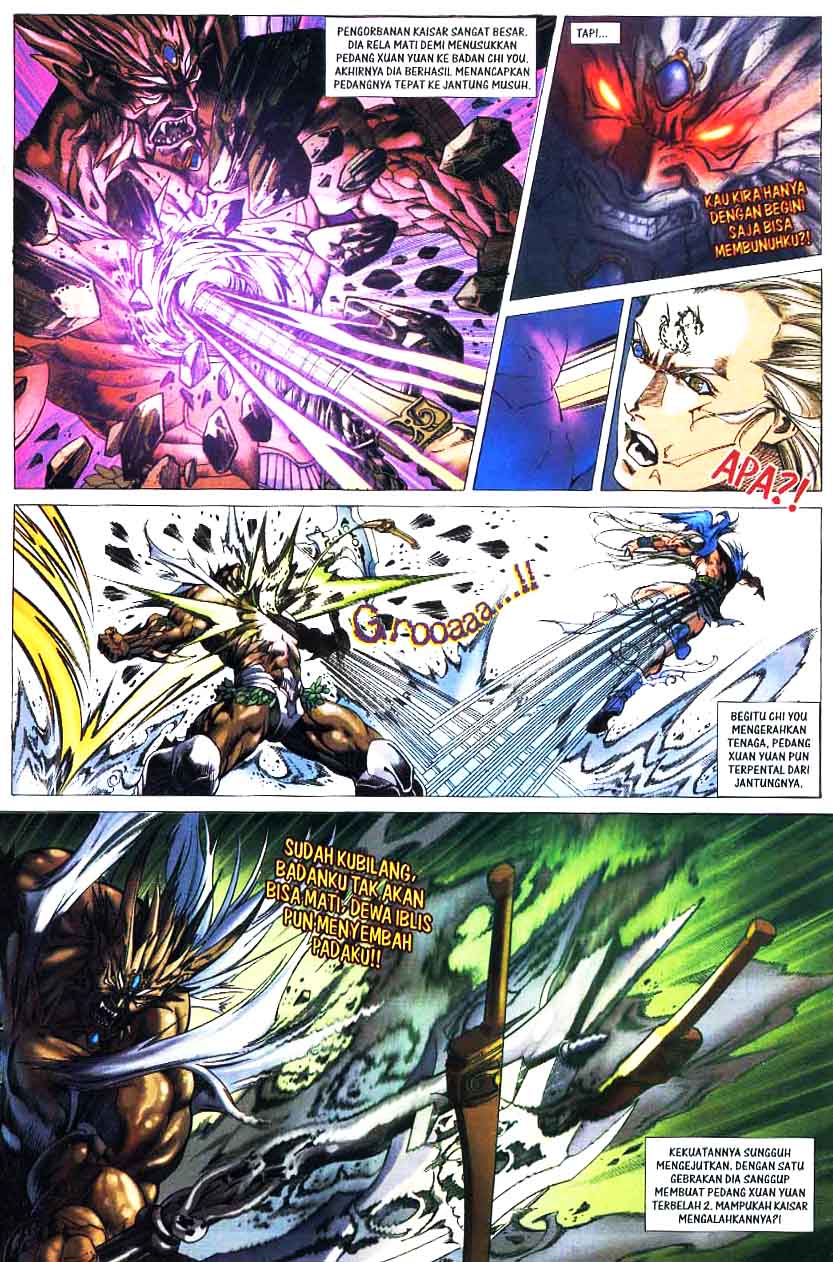 PENGORBANAN KAISAR SANGAT BESAR.
DIA RELA MATI DEMI MENUSUKKAN
PEDANG XUAN YUAN KE BADAN CHI YOU.
AKHIRNYA DIA BERHASIL MENANCAPKAN
PEDANGNYA TEPAT KE JANTUNG MUSUH.
TAPI...
KAU KIRA HANYA
DENGAN BEGINI
SAJA BISA
MEMBUNUHKU?!
APA?!
Grooaaa...!!
BEGITU CHI YOU
MENGERAHKAN
TENAGA, PEDANG
XUAN YUAN PUN
TERPENTAL DARI
JANTUNGNYA.
SUDAH KUBILANG,
BADANKU TAK AKAN
BISA MATI, DEWA IBLIS
PUN MENYEMBAH
PADAKU!!
KEKUATANNYA SUNGGUH
MENGEJUTKAN. DENGAN SATU
GEBRAKAN DIA SANGGUP
MEMBUAT PEDANG XUAN YUAN
TERBELAH 2. MAMPUKAH KAISAR
MENGALAHKANNYA?!